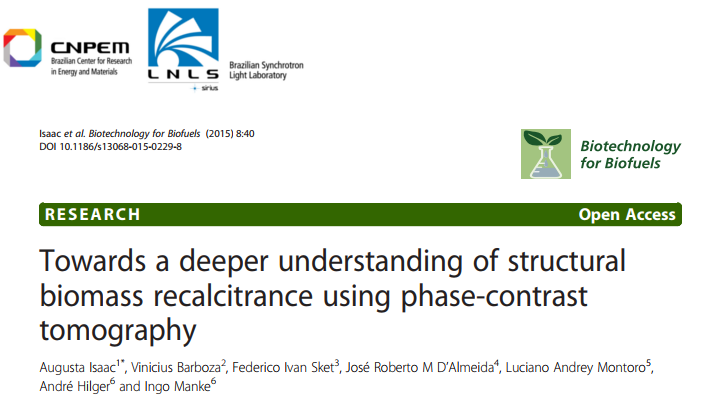 CNPEM
Brazilian Center for Research
in Energy and Materials
LNLS
sirius
Brazilian Synchrotron
Light Laboratory
Isaac et al. Biotechnology for Biofuels (2015) 8:40
DOI 10.1186/s13068-015-0229-8
Biotechnology
for Biofuels
RESEARCH Open Access
Towards a deeper understanding of structural
biomass recalcitrance using phase-contrast
tomography
Augusta Isaac1*, Vinicius Barboza2, Federico Ivan Sket3, José Roberto M D'Almeida4, Luciano Andrey Montoro5,
André Hilger6 and Ingo Manke6